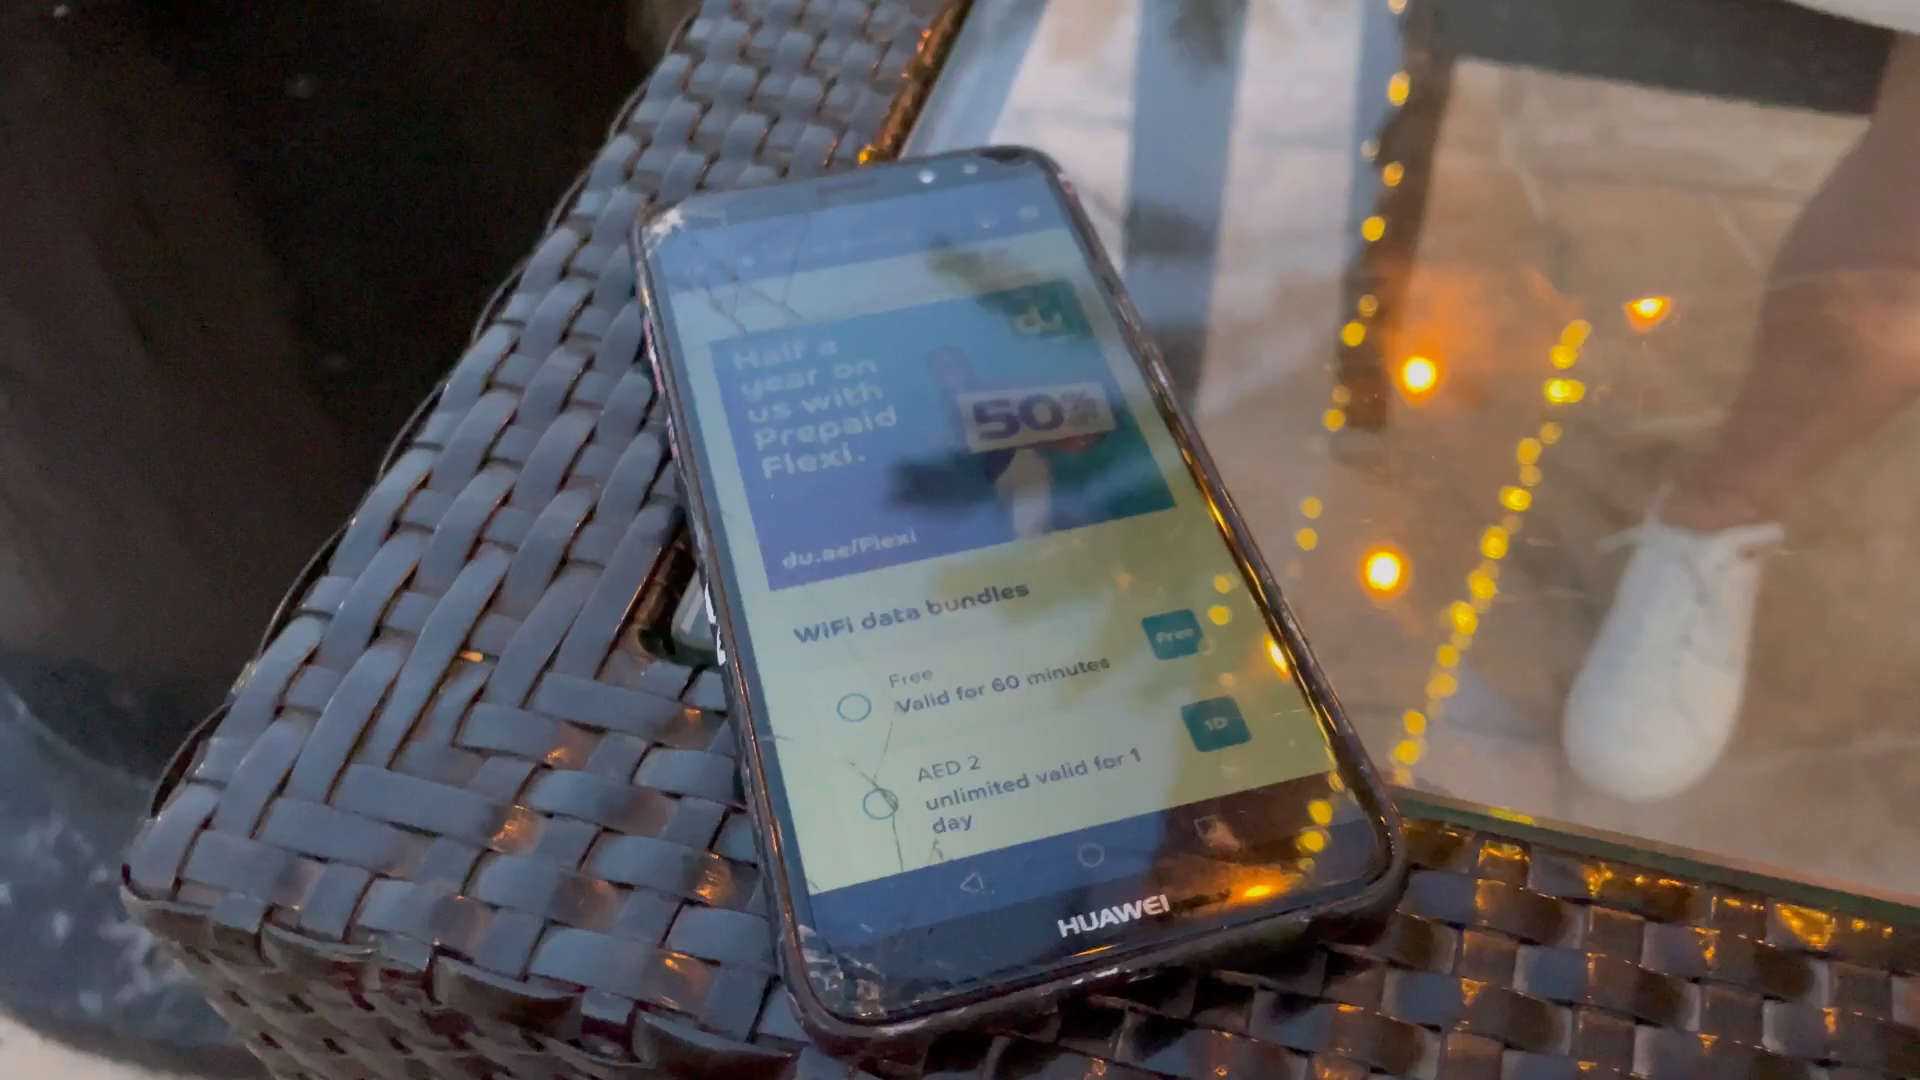 du
Half a
year on
us with
Prepaid
Flexi.
50%
du.ae/Flexi
WiFi data bundles
Free
Valid for 60 minutes
Free
AED 2
unlimited valid for 1
day
1D
HUAWEI